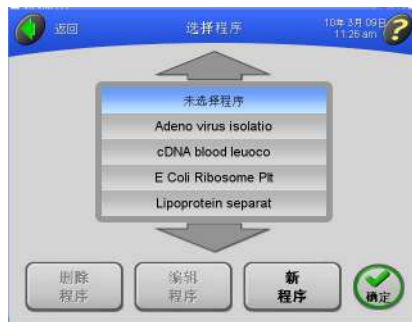 返回
选择程序
10年 3月 09日
11:26 am
未选择程序
Adeno virus isolatio
cDNA blood leuoco
E Coli Ribosome Plt
Lipoprotein separat
删除
程序
编辑
程序
新
程序
确定